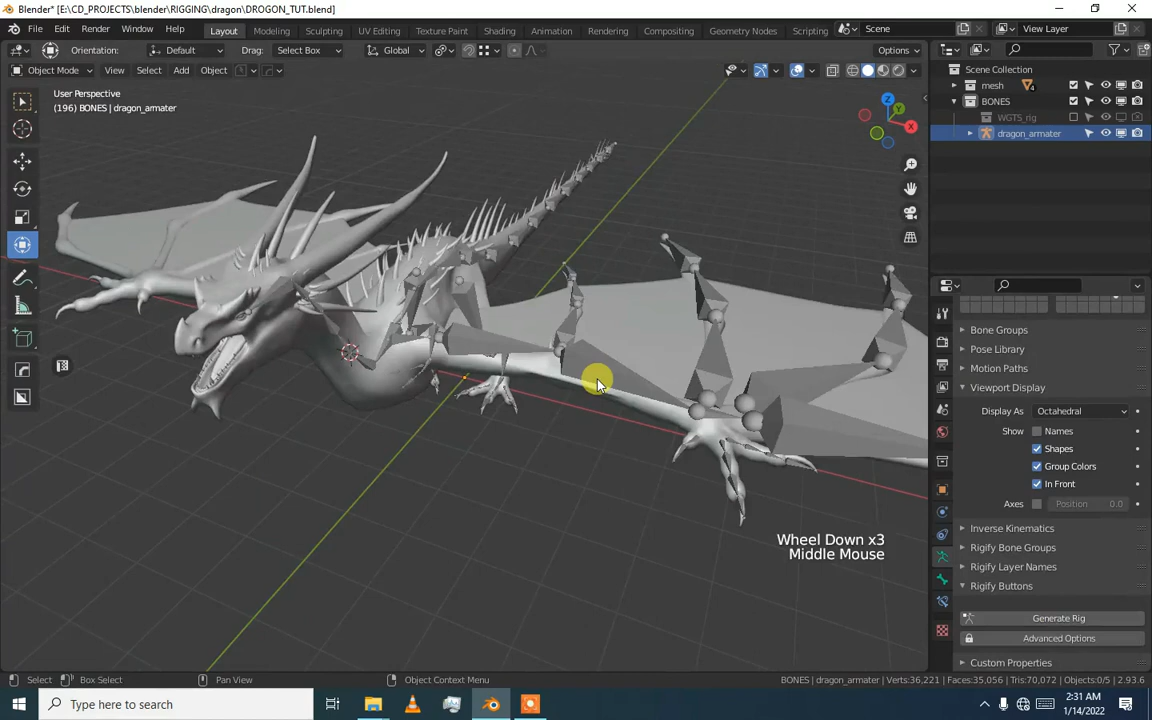 Blender* [E:\CD_PROJECTS\blender\RIGGING\dragon\DROGON_TUT.blend]
File Edit Render Window Help Layout Modeling Sculpting UV Editing Texture Paint Shading Animation Rendering Compositing Geometry Nodes Scripting Scene View Layer
Orientation: Default Drag: Select Box Global Options
Object Mode View Select Add Object
User Perspective
(196) BONES | dragon_armater
Z
Y
X
Wheel Down x3
Middle Mouse
Scene Collection
mesh 4
BONES
WGTS_rig
dragon_armater
Bone Groups
Pose Library
Motion Paths
Viewport Display
Display As Octahedral
Show Names
Shapes
Group Colors
In Front
Axes Position 0.0
Inverse Kinematics
Rigify Bone Groups
Rigify Layer Names
Rigify Buttons
Generate Rig
Advanced Options
Custom Properties
Select Box Select Pan View Object Context Menu
BONES | dragon_armater | Verts:36,221 | Faces:35,056 | Tris:70,072 | Objects:0/5 | 2.93.6
Type here to search
2:31 AM
1/14/2022